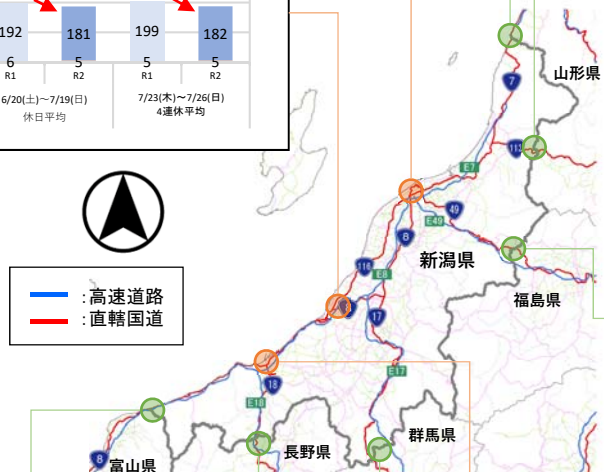 192
181
199
182
6
5
5
5
R1
R2
R1
R2
6/20(土)～7/19(日)
休日平均
7/23(木)～7/26(日)
4連休平均
山形県
7
113
E7
49
E49
8
新潟県
116
E8
福島県
17
:高速道路
:直轄国道
E17
18
E18
群馬県
長野県
8
富山県